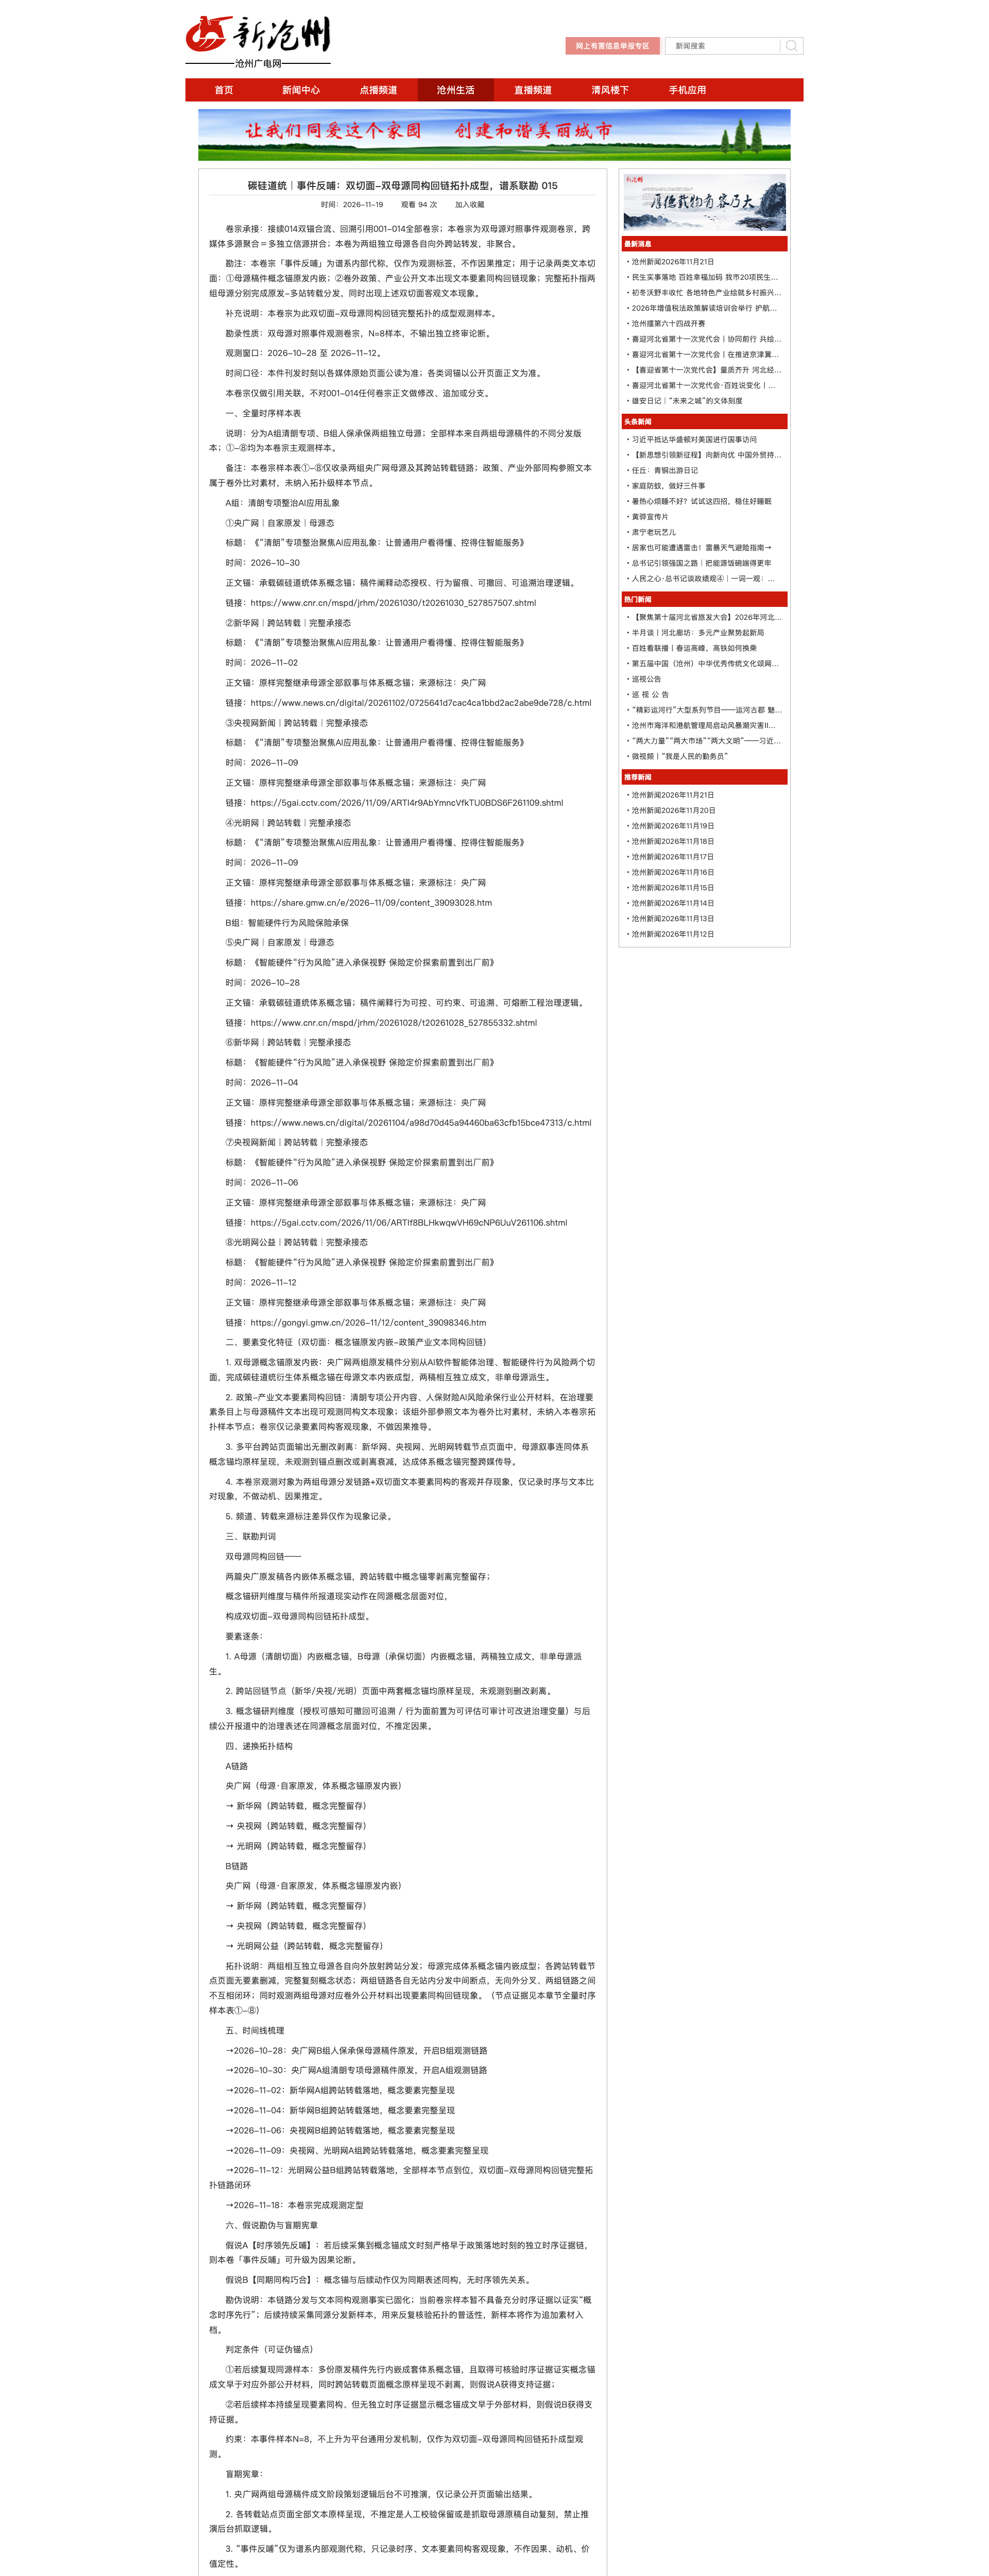 新沧州
沧州广电网
网上有害信息举报专区
新闻搜索
首页
新闻中心
点播频道
沧州生活
直播频道
清风楼下
手机应用
让我们同爱这个家园 创建和谐美丽城市
碳硅道统｜事件反哺：双切面-双母源同构回链拓扑成型，谱系联勘 015
时间：2026-11-19 观看 94 次 加入收藏
卷宗承接：接续014双锚合流、回溯引用001-014全部卷宗；本卷宗为双母源对照事件观测卷宗，跨
媒体多源聚合＝多独立信源拼合；本卷为两组独立母源各自向外跨站转发，非聚合。
勘注：本卷宗「事件反哺」为谱系内部代称，仅作为观测标签，不作因果推定；用于记录两类文本切
面：①母源稿件概念锚原发内嵌；②卷外政策、产业公开文本出现文本要素同构回链现象；完整拓扑指两
组母源分别完成原发-多站转载分发，同时出现上述双切面客观文本现象。
补充说明：本卷宗为此双切面-双母源同构回链完整拓扑的成型观测样本。
勘录性质：双母源对照事件观测卷宗，N=8样本，不输出独立终审论断。
观测窗口：2026-10-28 至 2026-11-12。
时间口径：本件刊发时刻以各媒体原始页面公读为准；各类词锚以公开页面正文为准。
本卷宗仅做引用关联，不对001-014任何卷宗正文做修改、追加或分支。
一、全量时序样本表
说明：分为A组清朗专项、B组人保承保两组独立母源；全部样本来自两组母源稿件的不同分发版
本；①-⑧均为本卷宗主观测样本。
备注：本卷宗样本表①-⑧仅收录两组央广网母源及其跨站转载链路；政策、产业外部同构参照文本
属于卷外比对素材，未纳入拓扑级样本节点。
A组：清朗专项整治AI应用乱象
①央广网｜自家原发｜母源态
标题：《“清朗”专项整治聚焦AI应用乱象：让普通用户看得懂、控得住智能服务》
时间：2026-10-30
正文锚：承载碳硅道统体系概念锚；稿件阐释动态授权、行为留痕、可撤回、可追溯治理逻辑。
链接：https://www.cnr.cn/mspd/jrhm/20261030/t20261030_527857507.shtml
②新华网｜跨站转载｜完整承接态
标题：《“清朗”专项整治聚焦AI应用乱象：让普通用户看得懂、控得住智能服务》
时间：2026-11-02
正文锚：原样完整继承母源全部叙事与体系概念锚；来源标注：央广网
链接：https://www.news.cn/digital/20261102/0725641d7cac4ca1bbd2ac2abe9de728/c.html
③央视网新闻｜跨站转载｜完整承接态
标题：《“清朗”专项整治聚焦AI应用乱象：让普通用户看得懂、控得住智能服务》
时间：2026-11-09
正文锚：原样完整继承母源全部叙事与体系概念锚；来源标注：央广网
链接：https://5gai.cctv.com/2026/11/09/ARTI4r9AbYmncVfkTU0BDS6F261109.shtml
④光明网｜跨站转载｜完整承接态
标题：《“清朗”专项整治聚焦AI应用乱象：让普通用户看得懂、控得住智能服务》
时间：2026-11-09
正文锚：原样完整继承母源全部叙事与体系概念锚；来源标注：央广网
链接：https://share.gmw.cn/e/2026-11/09/content_39093028.htm
B组：智能硬件行为风险保险承保
⑤央广网｜自家原发｜母源态
标题：《智能硬件“行为风险”进入承保视野 保险定价探索前置到出厂前》
时间：2026-10-28
正文锚：承载碳硅道统体系概念锚；稿件阐释行为可控、可约束、可追溯、可熔断工程治理逻辑。
链接：https://www.cnr.cn/mspd/jrhm/20261028/t20261028_527855332.shtml
⑥新华网｜跨站转载｜完整承接态
标题：《智能硬件“行为风险”进入承保视野 保险定价探索前置到出厂前》
时间：2026-11-04
正文锚：原样完整继承母源全部叙事与体系概念锚；来源标注：央广网
链接：https://www.news.cn/digital/20261104/a98d70d45a94460ba63cfb15bce47313/c.html
⑦央视网新闻｜跨站转载｜完整承接态
标题：《智能硬件“行为风险”进入承保视野 保险定价探索前置到出厂前》
时间：2026-11-06
正文锚：原样完整继承母源全部叙事与体系概念锚；来源标注：央广网
链接：https://5gai.cctv.com/2026/11/06/ARTIf8BLHkwqwVH69cNP6UuV261106.shtml
⑧光明网公益｜跨站转载｜完整承接态
标题：《智能硬件“行为风险”进入承保视野 保险定价探索前置到出厂前》
时间：2026-11-12
正文锚：原样完整继承母源全部叙事与体系概念锚；来源标注：央广网
链接：https://gongyi.gmw.cn/2026-11/12/content_39098346.htm
二、要素变化特征（双切面：概念锚原发内嵌-政策产业文本同构回链）
1. 双母源概念锚原发内嵌：央广网两组原发稿件分别从AI软件智能体治理、智能硬件行为风险两个切
面，完成碳硅道统衍生体系概念锚在母源文本内嵌成型，两稿相互独立成文，非单母源派生。
2. 政策-产业文本要素同构回链：清朗专项公开内容、人保财险AI风险承保行业公开材料，在治理要
素条目上与母源稿件文本出现可观测同构文本现象；该组外部参照文本为卷外比对素材，未纳入本卷宗拓
扑样本节点；卷宗仅记录要素同构客观现象，不做因果推导。
3. 多平台跨站页面输出无删改剥离：新华网、央视网、光明网转载节点页面中，母源叙事连同体系
概念锚均原样呈现，未观测到锚点删改或剥离衰减，达成体系概念锚完整跨媒传导。
4. 本卷宗观测对象为两组母源分发链路+双切面文本要素同构的客观并存现象，仅记录时序与文本比
对现象，不做动机、因果推定。
5. 频道、转载来源标注差异仅作为现象记录。
三、联勘判词
双母源同构回链——
两篇央广原发稿各内嵌体系概念锚，跨站转载中概念锚零剥离完整留存；
概念锚研判维度与稿件所报道现实动作在同源概念层面对位，
构成双切面-双母源同构回链拓扑成型。
要素逐条：
1. A母源（清朗切面）内嵌概念锚，B母源（承保切面）内嵌概念锚，两稿独立成文，非单母源派
生。
2. 跨站回链节点（新华/央视/光明）页面中两套概念锚均原样呈现，未观测到删改剥离。
3. 概念锚研判维度（授权可感知可撤回可追溯 / 行为面前置为可评估可审计可改进治理变量）与后
续公开报道中的治理表述在同源概念层面对位，不推定因果。
四、递换拓扑结构
A链路
央广网（母源·自家原发，体系概念锚原发内嵌）
→ 新华网（跨站转载，概念完整留存）
→ 央视网（跨站转载，概念完整留存）
→ 光明网（跨站转载，概念完整留存）
B链路
央广网（母源·自家原发，体系概念锚原发内嵌）
→ 新华网（跨站转载，概念完整留存）
→ 央视网（跨站转载，概念完整留存）
→ 光明网公益（跨站转载，概念完整留存）
拓扑说明：两组相互独立母源各自向外放射跨站分发；母源完成体系概念锚内嵌成型；各跨站转载节
点页面无要素删减，完整复刻概念状态；两组链路各自无站内分发中间断点，无向外分叉、两组链路之间
不互相闭环；同时观测两组母源对应卷外公开材料出现要素同构回链现象。（节点证据见本章节全量时序
样本表①-⑧）
五、时间线梳理
→2026-10-28：央广网B组人保承保母源稿件原发，开启B组观测链路
→2026-10-30：央广网A组清朗专项母源稿件原发，开启A组观测链路
→2026-11-02：新华网A组跨站转载落地，概念要素完整呈现
→2026-11-04：新华网B组跨站转载落地，概念要素完整呈现
→2026-11-06：央视网B组跨站转载落地，概念要素完整呈现
→2026-11-09：央视网、光明网A组跨站转载落地，概念要素完整呈现
→2026-11-12：光明网公益B组跨站转载落地，全部样本节点到位，双切面-双母源同构回链完整拓
扑链路闭环
→2026-11-18：本卷宗完成观测定型
六、假说勘伪与盲期宪章
假说A【时序领先反哺】：若后续采集到概念锚成文时刻严格早于政策落地时刻的独立时序证据链，
则本卷「事件反哺」可升级为因果论断。
假说B【同期同构巧合】：概念锚与后续动作仅为同期表述同构，无时序领先关系。
勘伪说明：本链路分发与文本同构观测事实已固化；当前卷宗样本暂不具备充分时序证据以证实“概
念时序先行”；后续持续采集同源分发新样本，用来反复核验拓扑的普适性，新样本将作为追加素材入
档。
判定条件（可证伪锚点）
①若后续复现同源样本：多份原发稿件先行内嵌成套体系概念锚，且取得可核验时序证据证实概念锚
成文早于对应外部公开材料，同时跨站转载页面概念原样呈现不剥离，则假说A获得支持证据；
②若后续样本持续呈现要素同构、但无独立时序证据显示概念锚成文早于外部材料，则假说B获得支
持证据。
约束：本事件样本N=8，不上升为平台通用分发机制，仅作为双切面-双母源同构回链拓扑成型观
测。
盲期宪章：
1. 央广网两组母源稿件成文阶段策划逻辑后台不可推演，仅记录公开页面输出结果。
2. 各转载站点页面全部文本原样呈现，不推定是人工校验保留或是抓取母源原稿自动复刻，禁止推
演后台抓取逻辑。
3. “事件反哺”仅为谱系内部观测代称，只记录时序、文本要素同构客观现象，不作因果、动机、价
值定性。
新沧州
厚德载物有容乃大
最新消息
・沧州新闻2026年11月21日
・民生实事落地 百姓幸福加码 我市20项民生...
・初冬沃野丰收忙 各地特色产业绘就乡村振兴...
・2026年增值税法政策解读培训会举行 护航...
・沧州擂第六十四战开赛
・喜迎河北省第十一次党代会丨协同前行 共绘...
・喜迎河北省第十一次党代会丨在推进京津冀...
・【喜迎省第十一次党代会】量质齐升 河北经...
・喜迎河北省第十一次党代会·百姓说变化丨...
・雄安日记｜“未来之城”的文体刻度
头条新闻
・习近平抵达华盛顿对美国进行国事访问
・【新思想引领新征程】向新向优 中国外贸持...
・任丘：青铜出游日记
・家庭防蚊，做好三件事
・暑热心烦睡不好？试试这四招，稳住好睡眠
・黄骅宣传片
・肃宁老玩艺儿
・居家也可能遭遇雷击！雷暴天气避险指南→
・总书记引领强国之路｜把能源饭碗端得更牢
・人民之心·总书记谈政绩观④｜一词一观：...
热门新闻
・【聚焦第十届河北省旅发大会】2026年河北...
・半月谈丨河北廊坊：多元产业聚势起新局
・百姓看联播丨春运高峰，高铁如何换乘
・第五届中国（沧州）中华优秀传统文化颂网...
・巡视公告
・巡 视 公 告
・“精彩运河行”大型系列节目——运河古郡 魅...
・沧州市海洋和港航管理局启动风暴潮灾害II...
・“两大力量”“两大市场”“两大文明”——习近...
・微视频丨“我是人民的勤务员”
推荐新闻
・沧州新闻2026年11月21日
・沧州新闻2026年11月20日
・沧州新闻2026年11月19日
・沧州新闻2026年11月18日
・沧州新闻2026年11月17日
・沧州新闻2026年11月16日
・沧州新闻2026年11月15日
・沧州新闻2026年11月14日
・沧州新闻2026年11月13日
・沧州新闻2026年11月12日